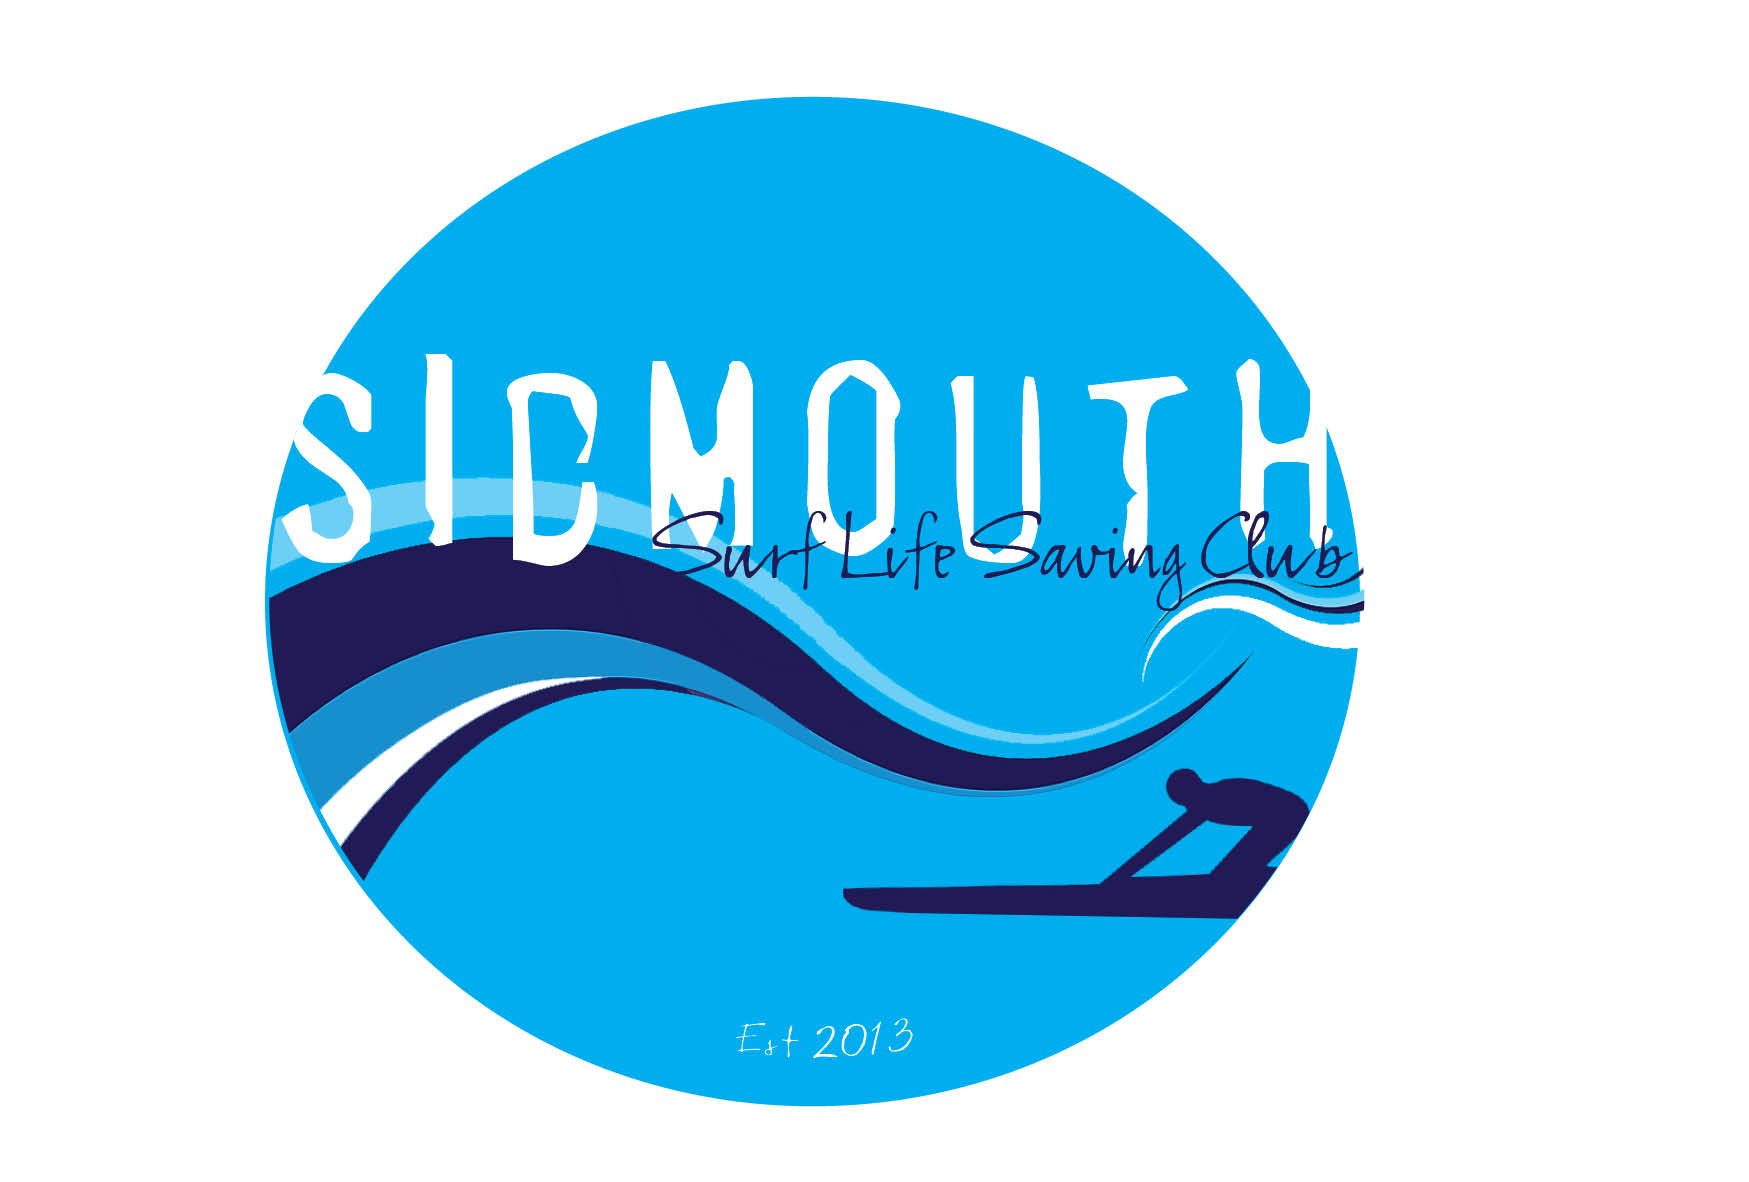 SIDMOUTH
Surf Life Saving Club
Est 2013